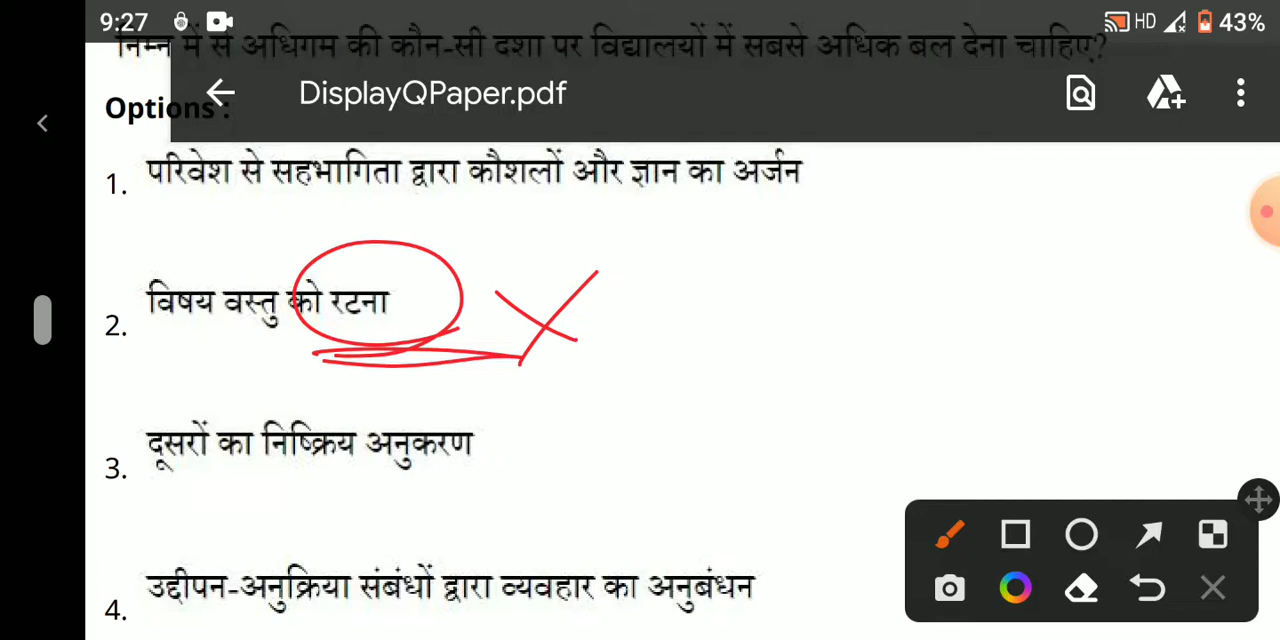 9:27 HD 43%
निम्न में से अधिगम की कौन-सी दशा पर विद्यालयों में सबसे अधिक बल देना चाहिए?
DisplayQPaper.pdf
Options :
1. परिवेश से सहभागिता द्वारा कौशलों और ज्ञान का अर्जन
2. विषय वस्तु को रटना
3. दूसरों का निष्क्रिय अनुकरण
4. उद्दीपन-अनुक्रिया संबंधों द्वारा व्यवहार का अनुबंधन